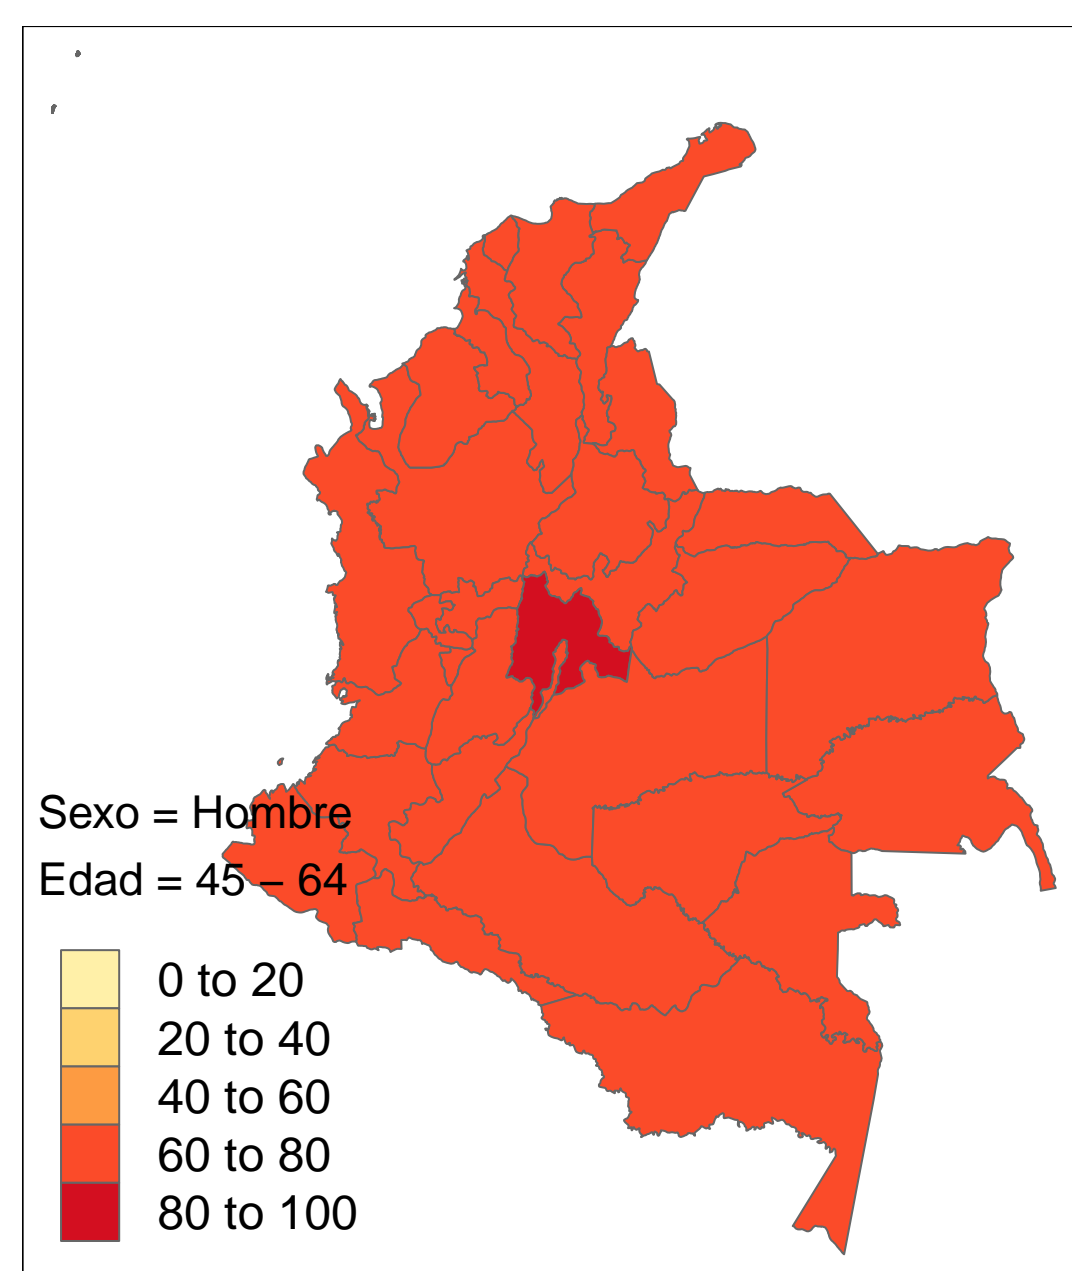 Sexo = Hombre
Edad = 45 – 64
0 to 20
20 to 40
40 to 60
60 to 80
80 to 100